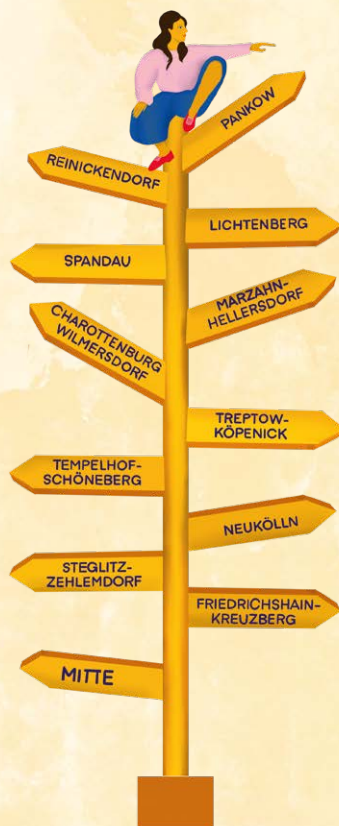 PANKOW
REINICKENDORF
LICHTENBERG
SPANDAU
MARZAHN-
HELLERSDORF
CHAROTTENBURG
WILMERSDORF
TREPTOW-
KÖPENICK
TEMPELHOF-
SCHÖNEBERG
NEUKÖLLN
STEGLITZ-
ZEHLEMDORF
FRIEDRICHSHAIN-
KREUZBERG
MITTE